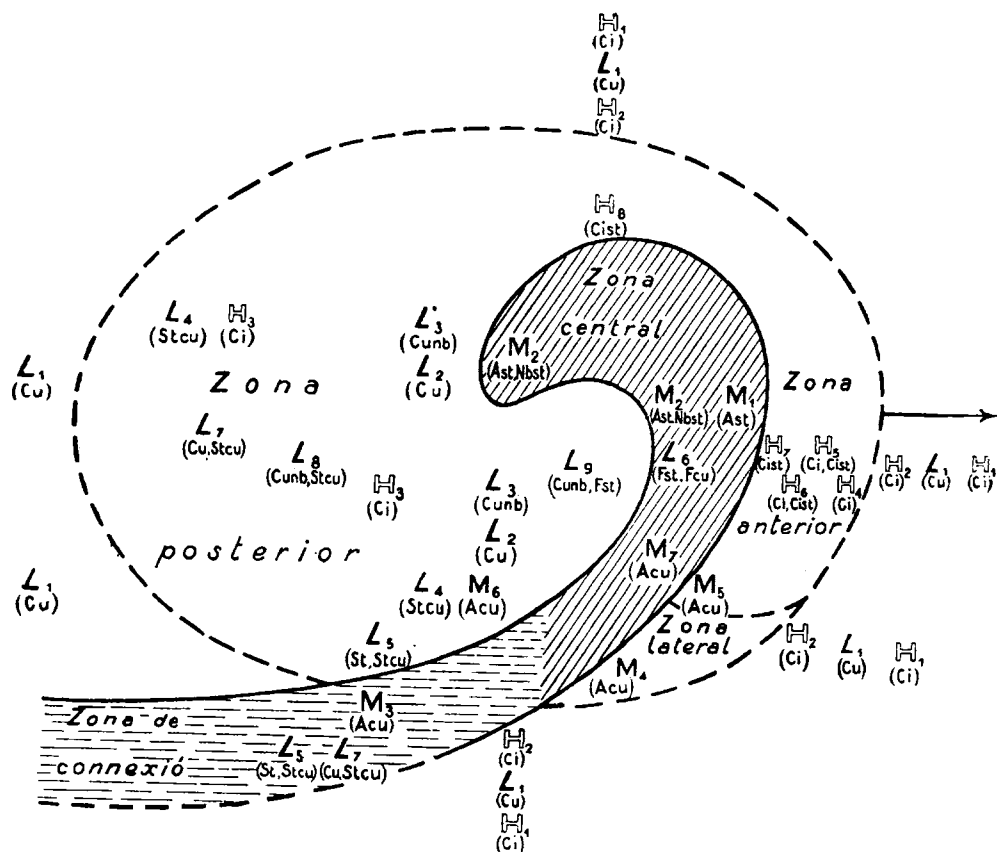 H₁
(Ci)
L₁
(Cu)
H₂
(Ci)
H₈
(Cist)
Zona
central
L₄ H₃
(Stcu) (Ci)
L₃
(Cunb)
L₂
(Cu)
M₂
(Ast,Nbst)
L₁
(Cu)
Zona
M₂ M₁
(Ast,Nbst) (Ast)
Zona
L₇
(Cu,Stcu)
L₈
(Cunb,Stcu)
H₃
(Ci)
L₃
(Cunb)
L₂
(Cu)
L₉
(Cunb,Fst)
L₆
(Fst,Fcu)
H₇ H₅
(Cist) (Ci,Cist)
H₆ H₄
(Ci,Cist) (Ci)
H₂ L₁ H₁
(Ci) (Cu) (Ci)
anterior
posterior
M₇
(Acu)
L₁
(Cu)
L₄ M₆
(Stcu) (Acu)
M₅
(Acu)
Zona
lateral
H₂ L₁ H₁
(Ci) (Cu) (Ci)
L₅
(St,Stcu)
M₄
(Acu)
M₃
(Acu)
Zona de
connexió
L₅ L₇
(St,Stcu) (Cu,Stcu)
H₂
(Ci)
L₁
(Cu)
H₁
(Ci)